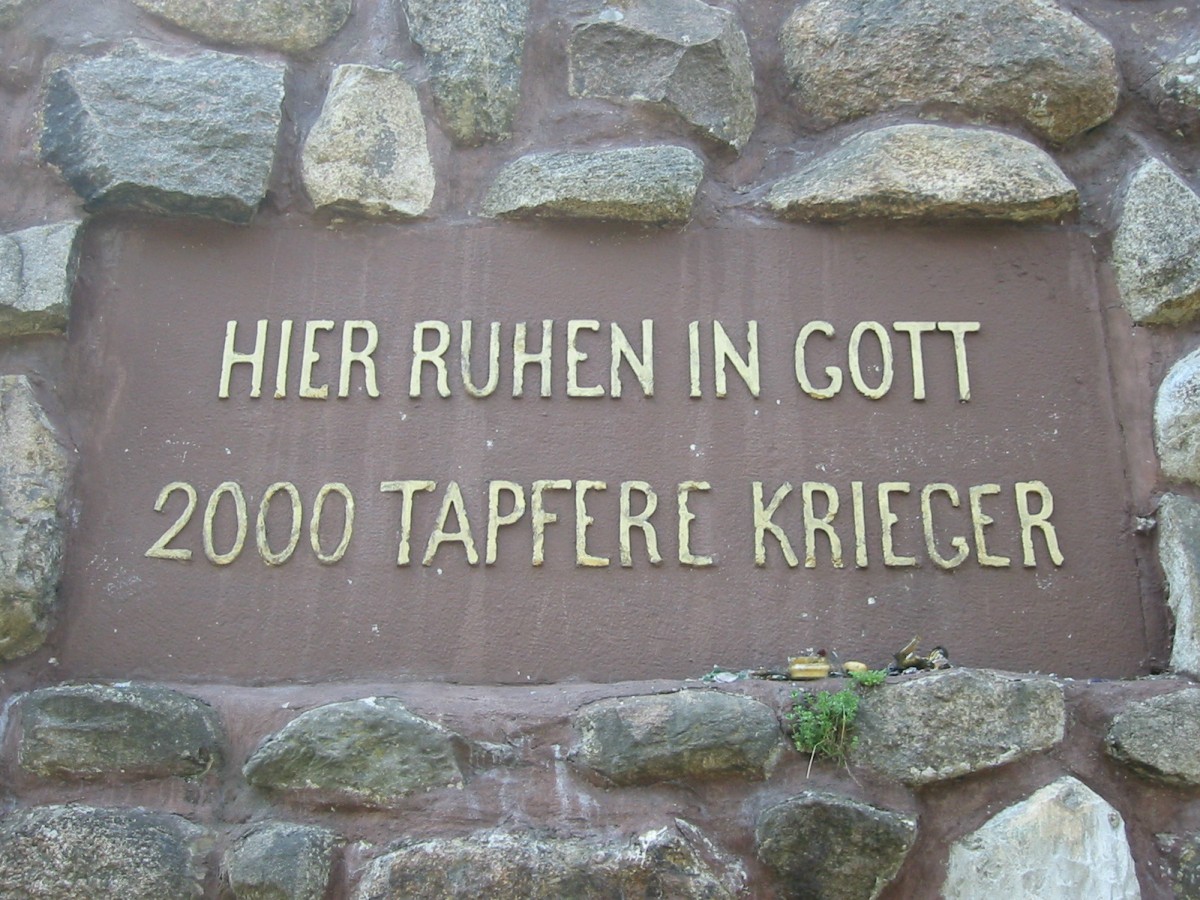 HIER RUHEN IN GOTT
2000 TAPFERE KRIEGER